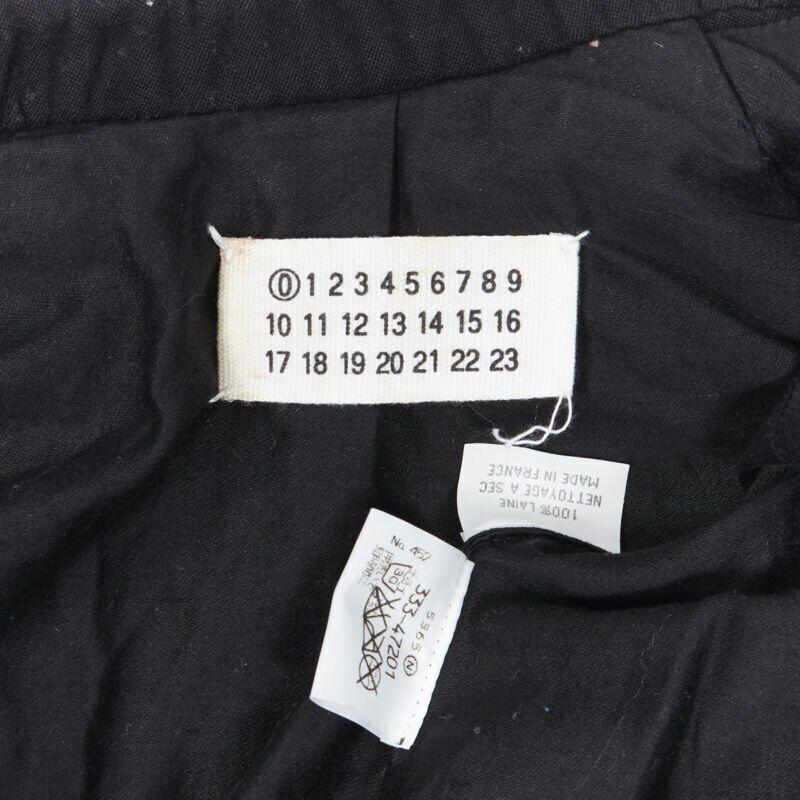 0 1 2 3 4 5 6 7 8 9
10 11 12 13 14 15 16
17 18 19 20 21 22 23
100% LAINE
NETTOYAGE A SEC
MADE IN FRANCE
5365 N
333-47201
30
No. 452